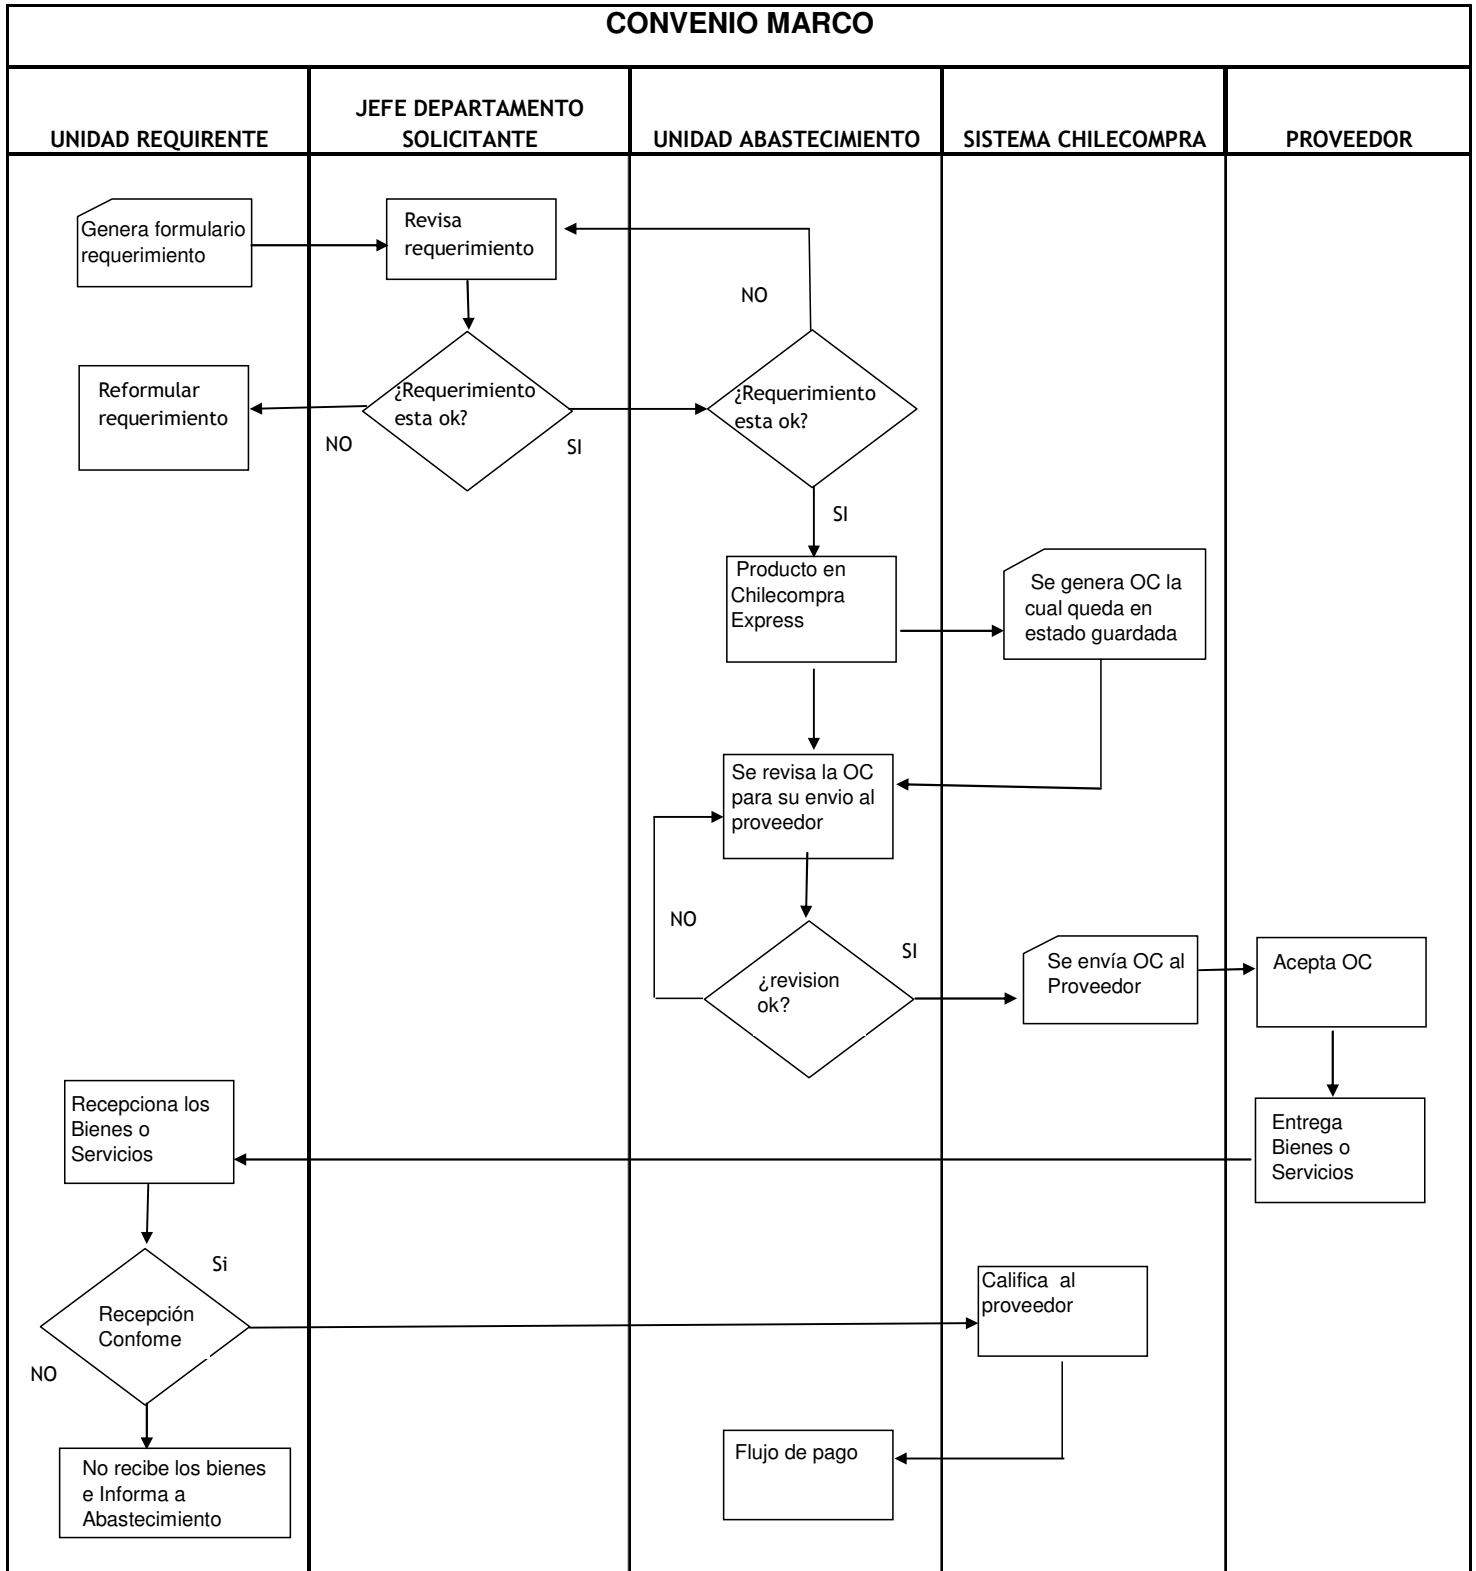 CONVENIO MARCO
UNIDAD REQUIRENTE
JEFE DEPARTAMENTO
SOLICITANTE
UNIDAD ABASTECIMIENTO
SISTEMA CHILECOMPRA
PROVEEDOR
Genera formulario
requerimiento
Revisa
requerimiento
NO
Reformular
requerimiento
¿Requerimiento
esta ok?
NO
SI
¿Requerimiento
esta ok?
SI
Producto en
Chilecompra
Express
Se genera OC la
cual queda en
estado guardada
Se revisa la OC
para su envio al
proveedor
NO
¿revision
ok?
SI
Se envía OC al
Proveedor
Acepta OC
Entrega
Bienes o
Servicios
Recepciona los
Bienes o
Servicios
Recepción
Confome
Si
NO
Califica al
proveedor
Flujo de pago
No recibe los bienes
e Informa a
Abastecimiento